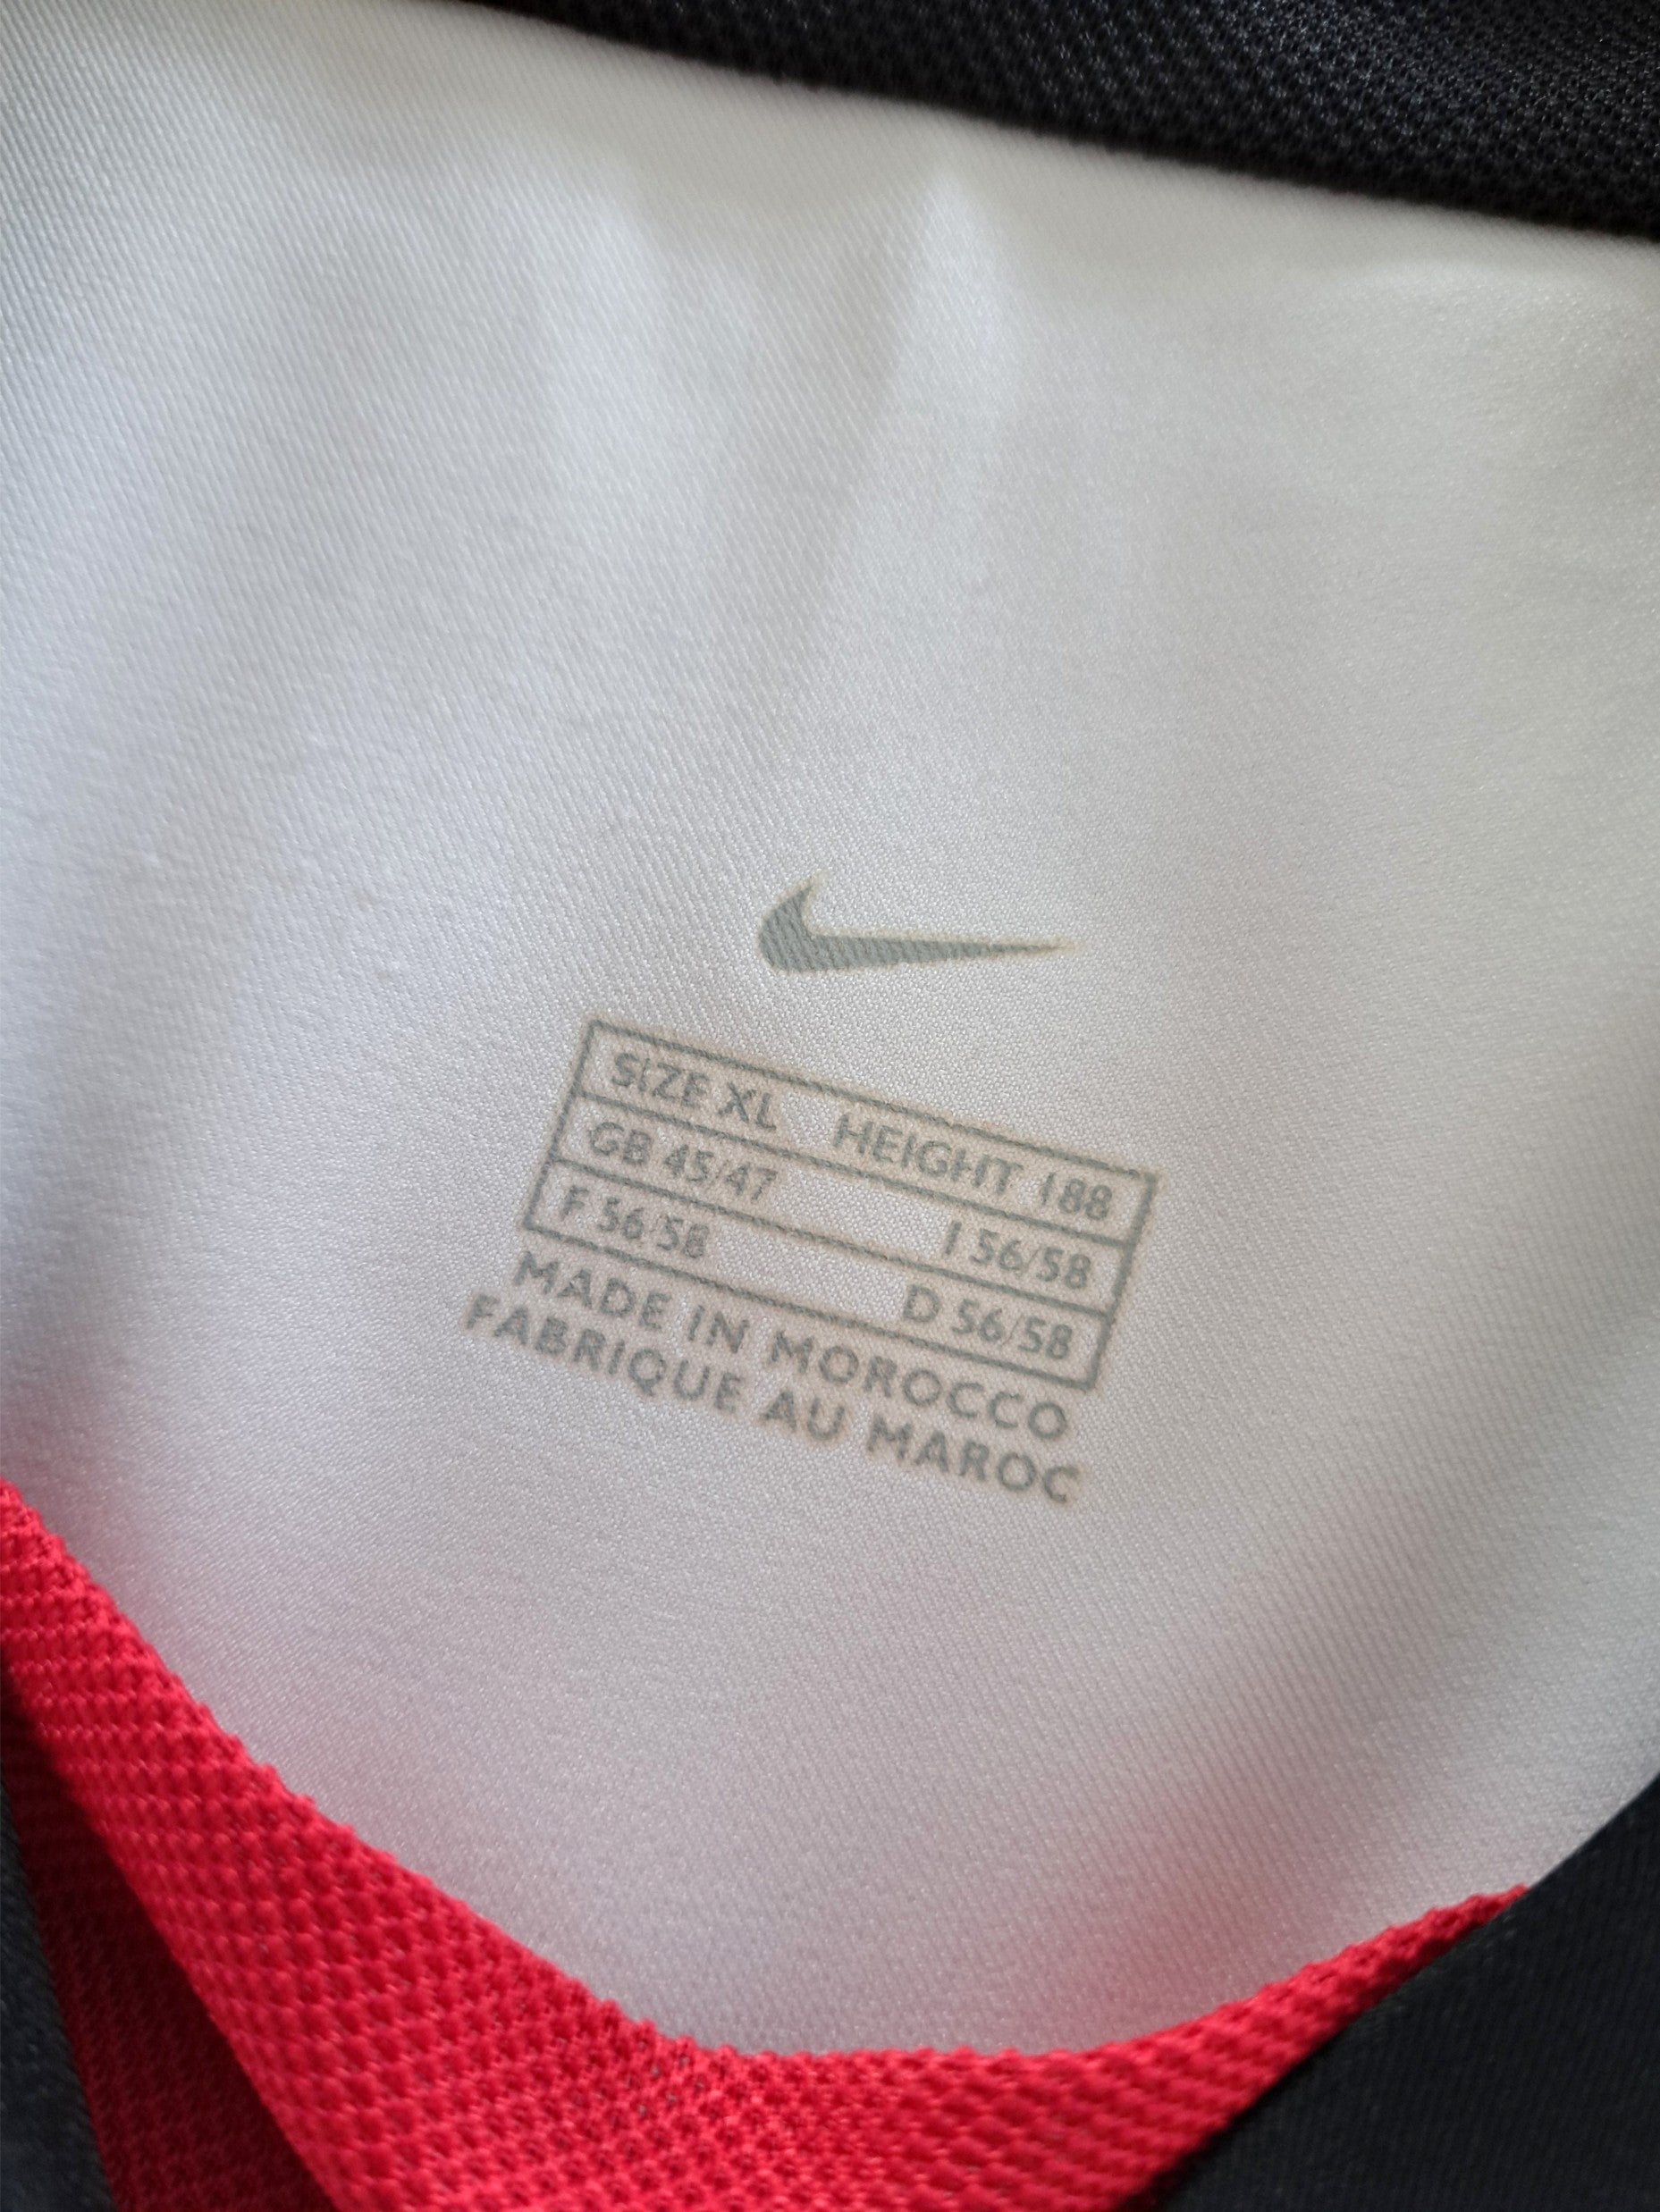 SIZE XL HEIGHT 188
GB 45/47 I 56/58
F 56/58 D 56/58
MADE IN MOROCCO
FABRIQUE AU MAROC